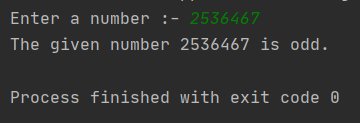 Enter a number :- 2536467
The given number 2536467 is odd.
Process finished with exit code 0